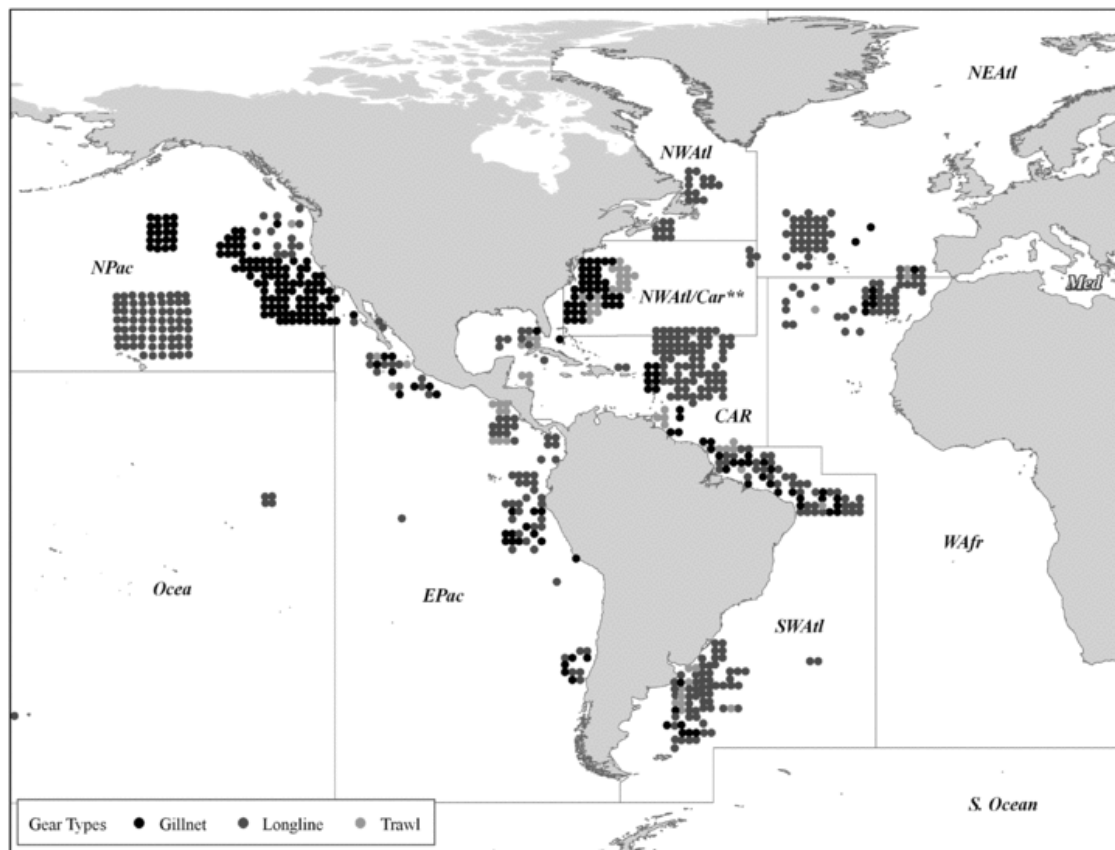 NEAtl
NWAtl
NPac
NWAtl/Car**
Med
CAR
WAfr
Ocea
EPac
SWAtl
S. Ocean
Gear Types Gillnet Longline Trawl